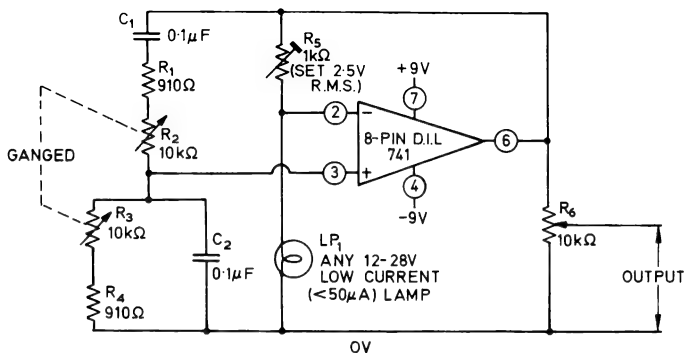 C1
0·1µF
R1
910Ω
R2
10kΩ
GANGED
R3
10kΩ
R4
910Ω
C2
0·1µF
R5
1kΩ
(SET 2·5V
R.M.S.)
2
−
3
+
8-PIN D.I.L
741
+9V
7
4
−9V
6
LP1
ANY 12-28V
LOW CURRENT
(<50µA) LAMP
R6
10kΩ
OUTPUT
0V